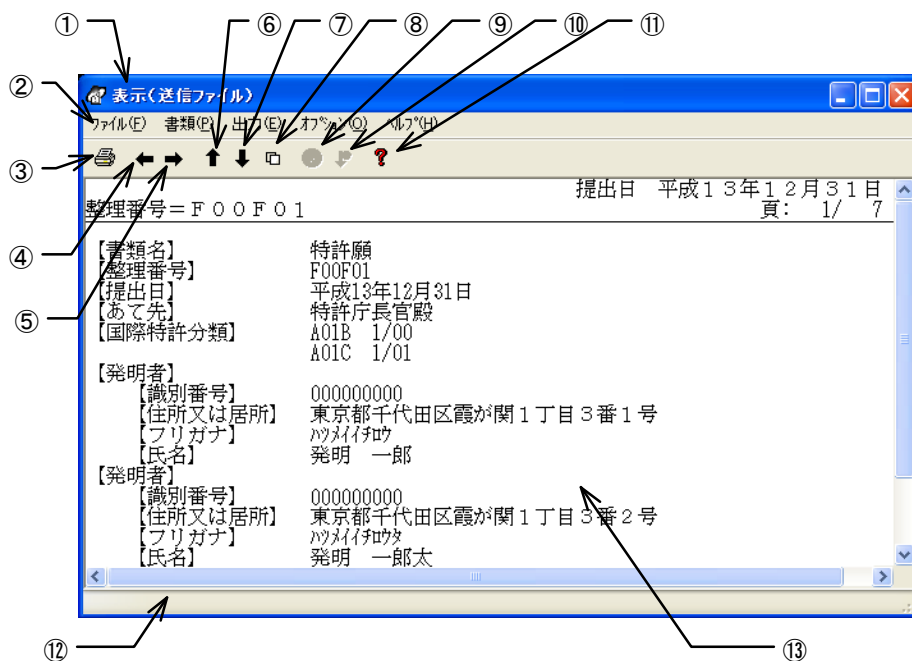 ① ⑥ ⑦ ⑧ ⑨ ⑩ ⑪
② 表示(送信ファイル)
ファイル(F) 書類(P) 出力(E) オプション(O) ヘルプ(H)
③
提出日 平成13年12月31日
整理番号=F00F01 頁: 1/ 7
④
⑤
【書類名】 特許願
【整理番号】 F00F01
【提出日】 平成13年12月31日
【あて先】 特許庁長官殿
【国際特許分類】 A01B 1/00
A01C 1/01
【発明者】
【識別番号】 000000000
【住所又は居所】 東京都千代田区霞が関1丁目3番1号
【フリガナ】 ハツメイイチロウ
【氏名】 発明 一郎
【発明者】
【識別番号】 000000000
【住所又は居所】 東京都千代田区霞が関1丁目3番2号
【フリガナ】 ハツメイイチロウタ
【氏名】 発明 一郎太
⑫ ⑬